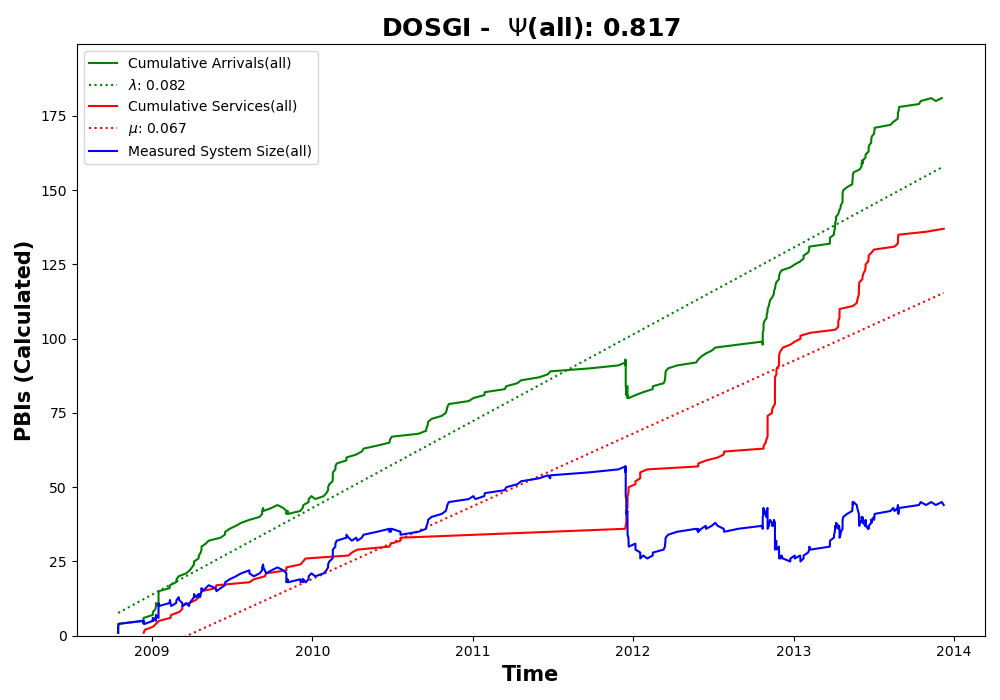 DOSGI - Ψ(all): 0.817
Cumulative Arrivals(all)
λ: 0.082
Cumulative Services(all)
μ: 0.067
Measured System Size(all)
PBIs (Calculated)
175
150
125
100
75
50
25
0
2009 2010 2011 2012 2013 2014
Time